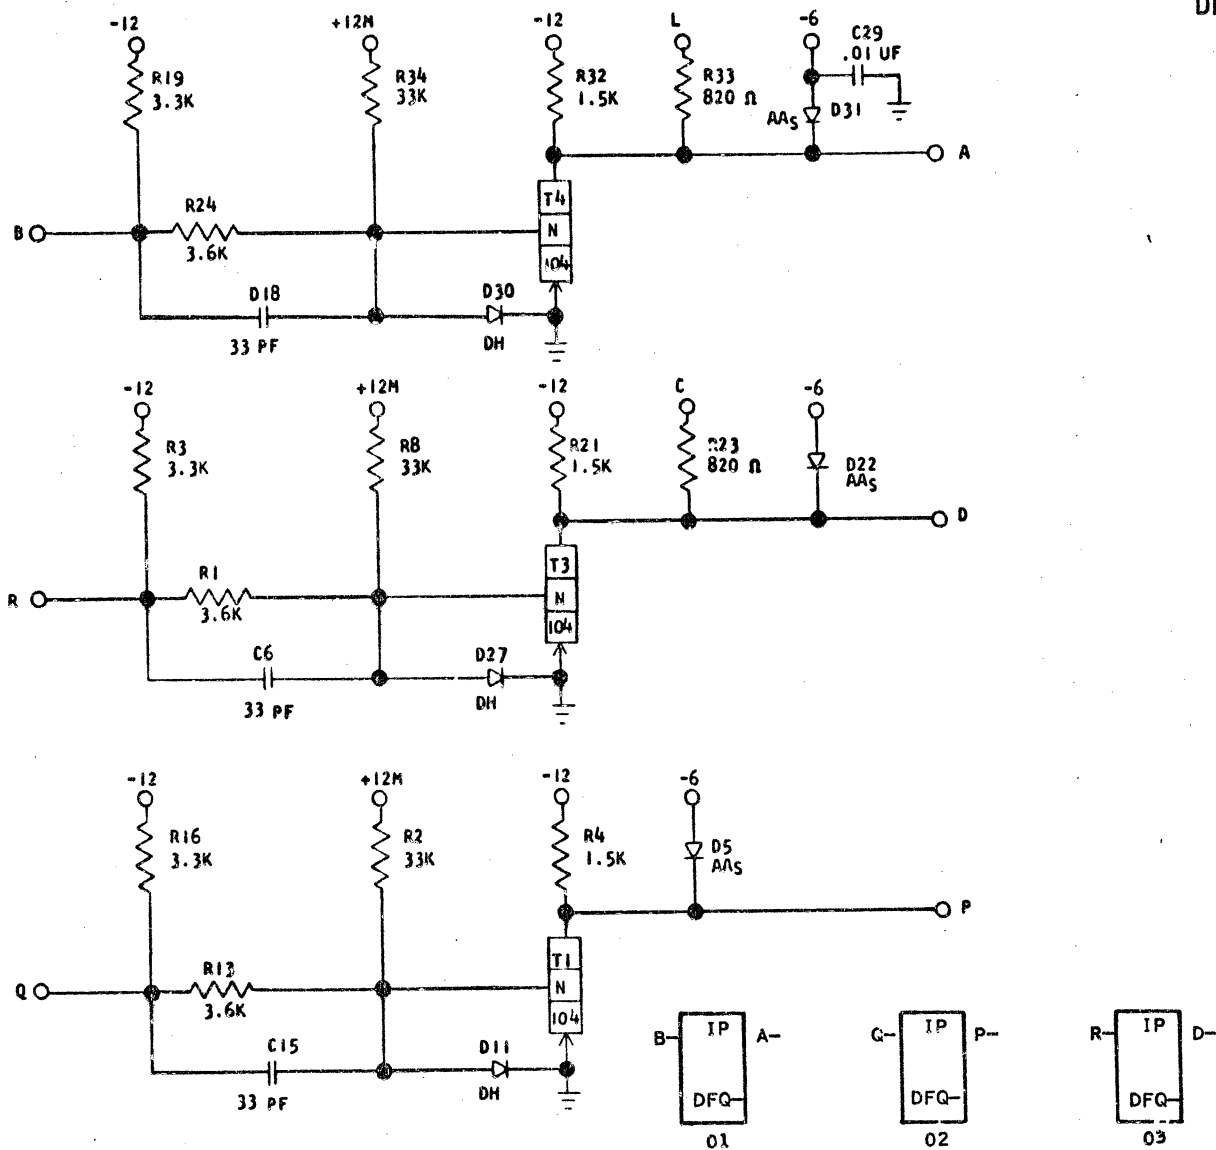 DI
-12
+12M
-12
L
-6
C29
.01 UF
R19
3.3K
R34
33K
R32
1.5K
R33
820 Ω
AAS
D31
A
T4
N
104
B
R24
3.6K
D18
33 PF
D30
DH
-12
+12M
-12
C
-6
R3
3.3K
R8
33K
R21
1.5K
R23
820 Ω
D22
AAS
D
T3
N
104
R
R1
3.6K
C6
33 PF
D27
DH
-12
+12M
-12
-6
R16
3.3K
R2
33K
R4
1.5K
D5
AAS
P
T1
N
104
Q
R13
3.6K
C15
33 PF
D11
DH
B- IP A-
DFQ-
01
Q- IP P-
DFQ-
02
R- IP D-
DFQ-
03